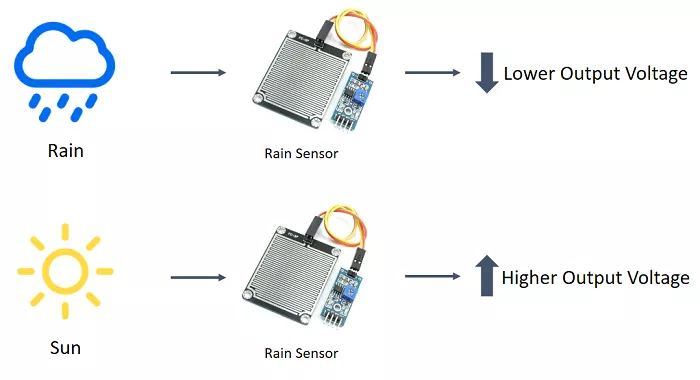 Lower Output Voltage
Rain
Rain Sensor
Higher Output Voltage
Sun
Rain Sensor